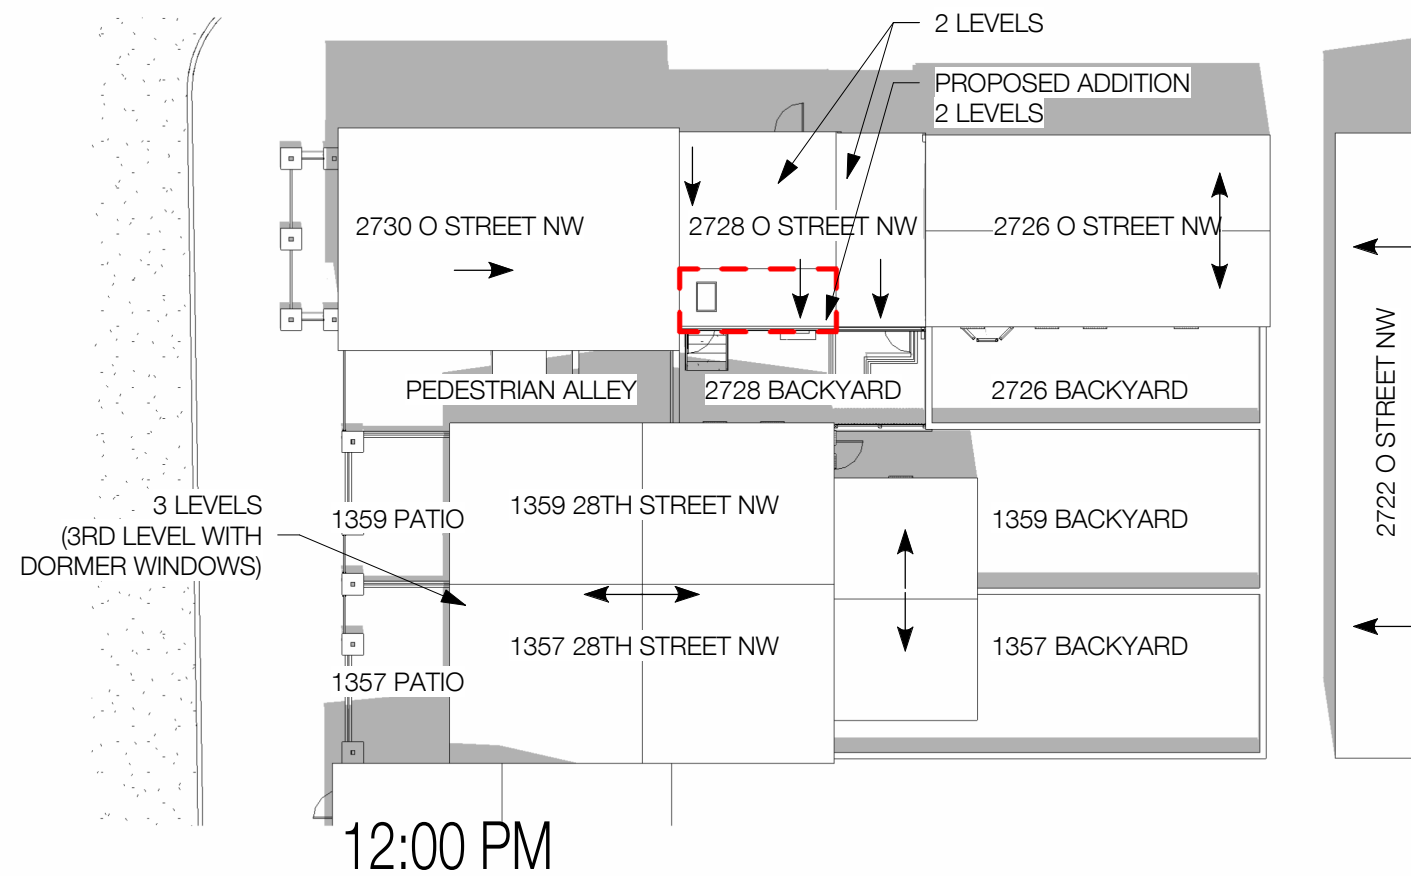 2 LEVELS
PROPOSED ADDITION
2 LEVELS
2730 O STREET NW
2728 O STREET NW
2726 O STREET NW
PEDESTRIAN ALLEY
2728 BACKYARD
2726 BACKYARD
2722 O STREET NW
3 LEVELS
(3RD LEVEL WITH
DORMER WINDOWS)
1359 PATIO
1359 28TH STREET NW
1359 BACKYARD
1357 28TH STREET NW
1357 BACKYARD
1357 PATIO
12:00 PM